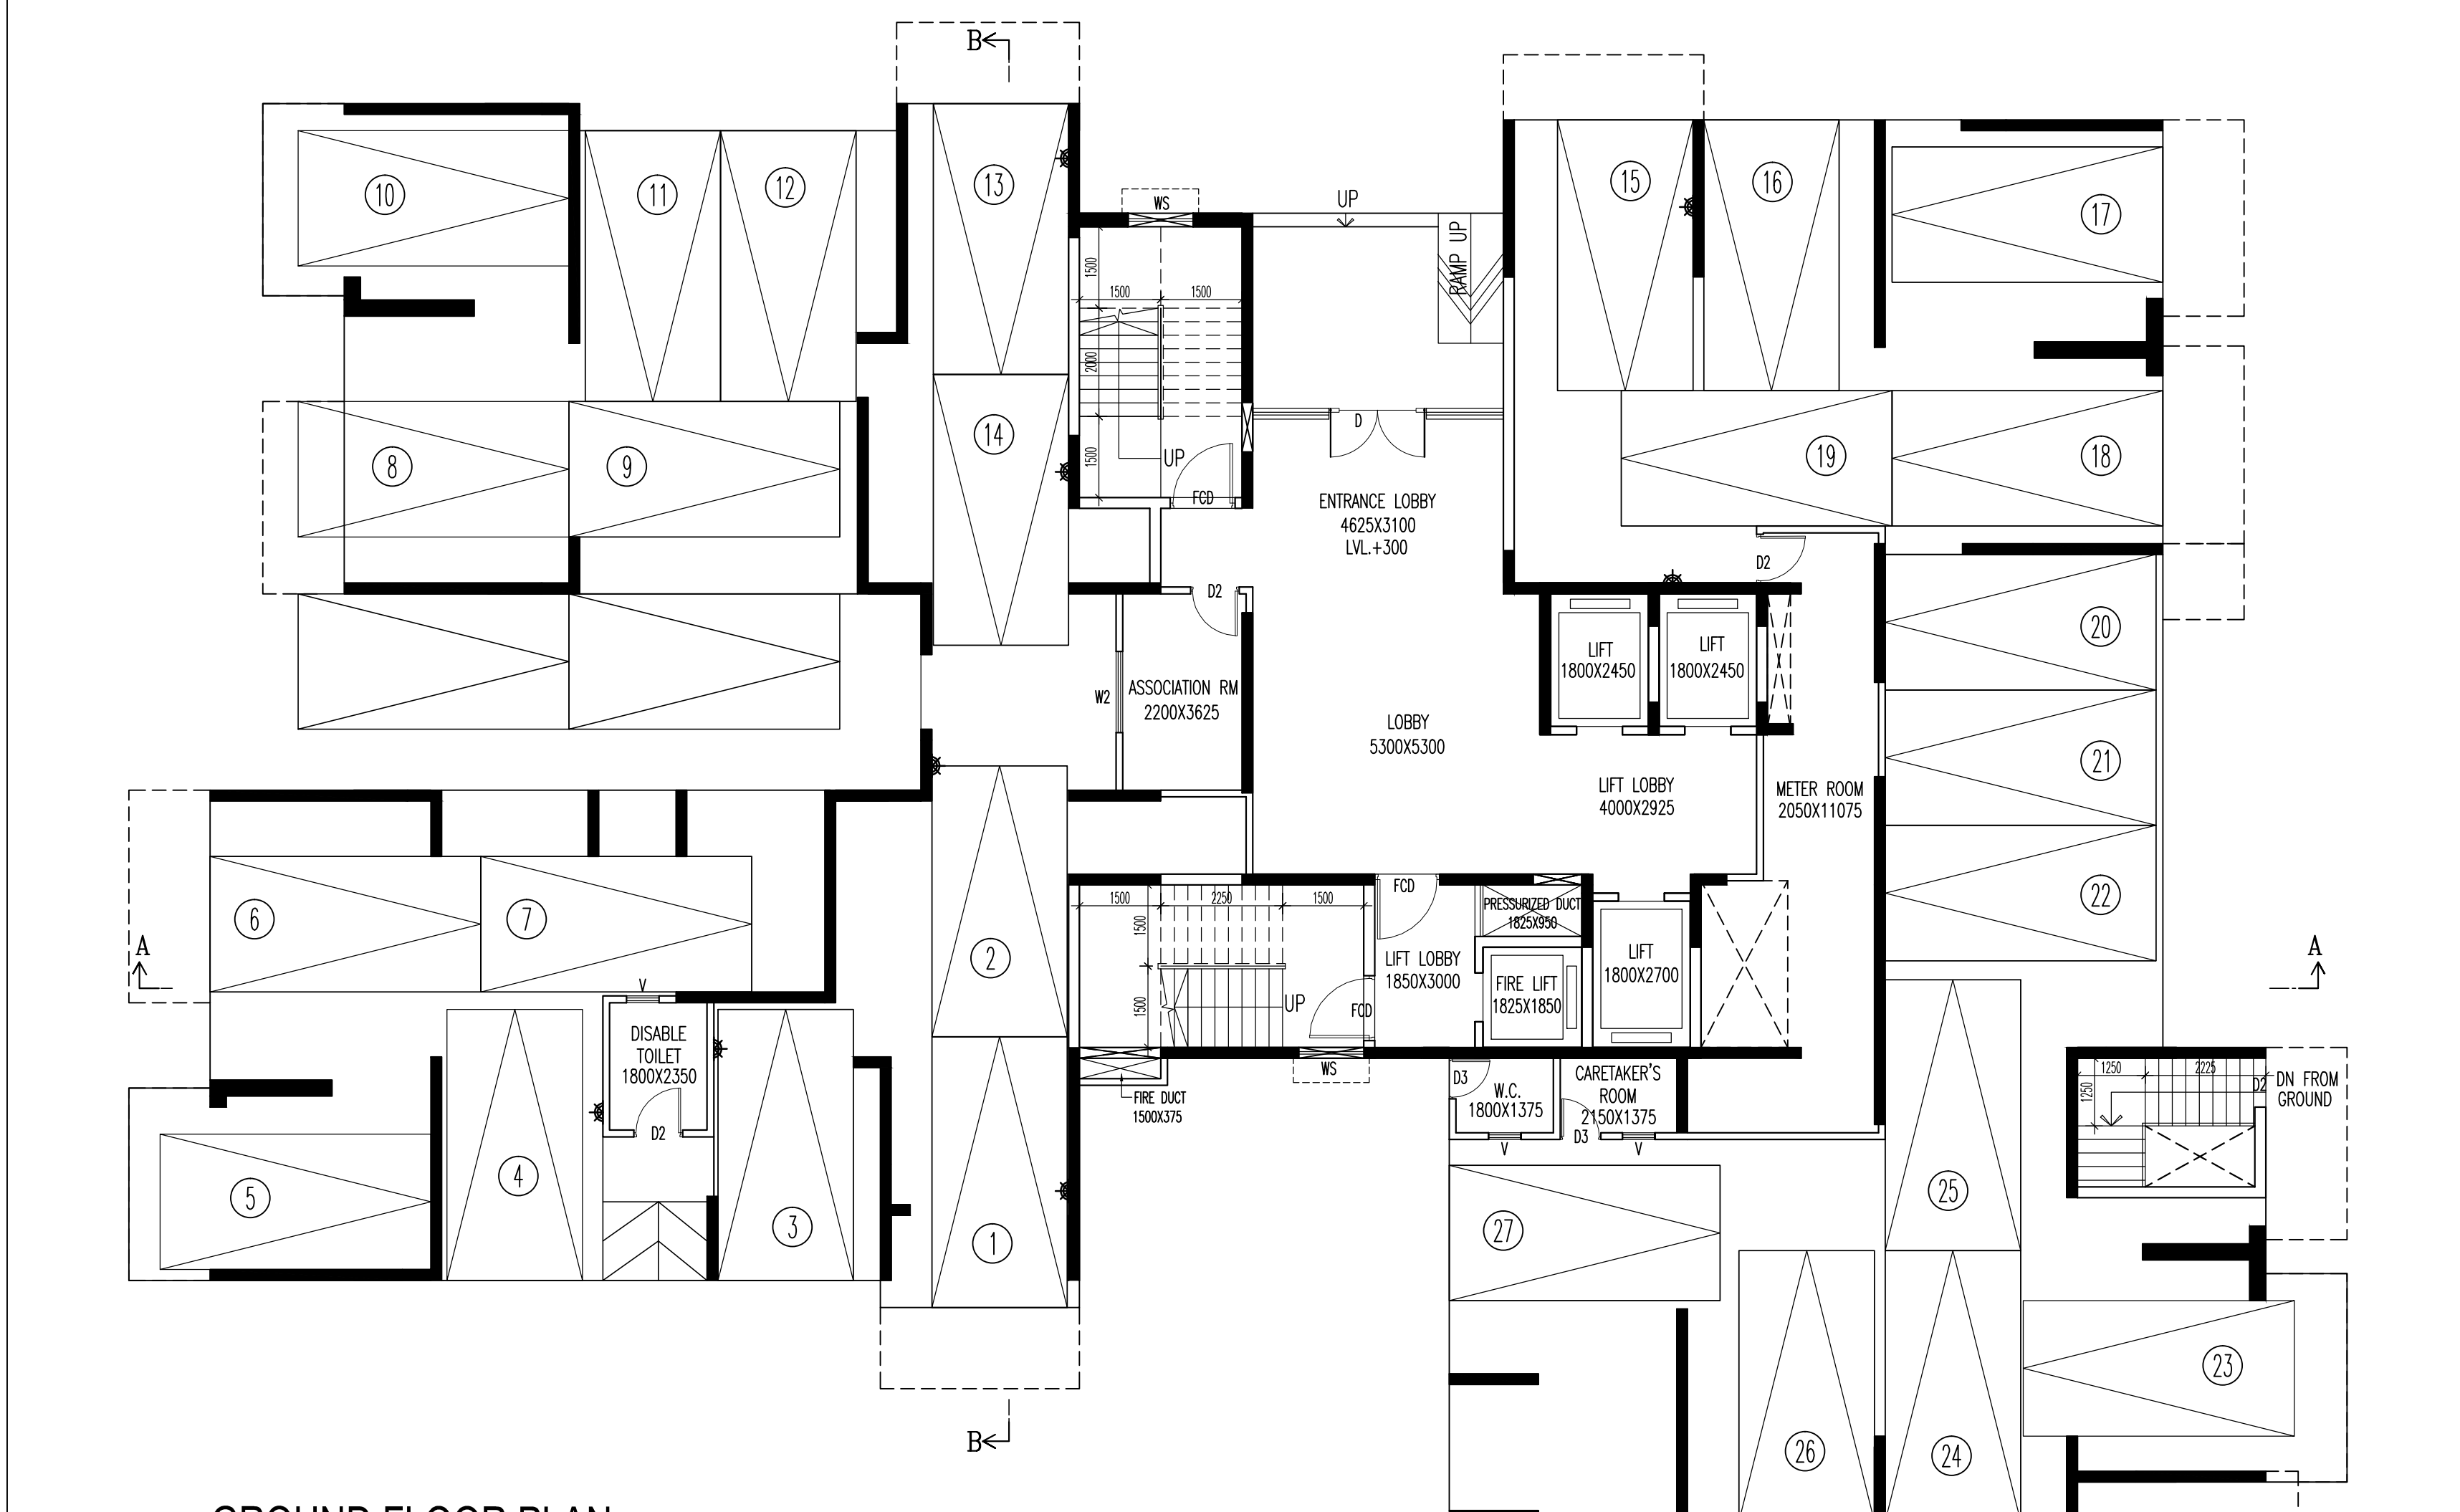 B
10
11
12
13
WS
UP
RAMP UP
15
16
17
1500
1500
1500
2000
1500
8
9
14
UP
FCD
D
ENTRANCE LOBBY
4625X3100
LVL.+300
19
18
D2
D2
20
LIFT
1800X2450
LIFT
1800X2450
W2
ASSOCIATION RM
2200X3625
LOBBY
5300X5300
LIFT LOBBY
4000X2925
METER ROOM
2050X11075
21
22
6
7
A
2
1500
2250
1500
1500
1500
UP
FCD
FCD
PRESSURIZED DUCT
1825X950
LIFT LOBBY
1850X3000
FIRE LIFT
1825X1850
LIFT
1800X2700
A
V
DISABLE
TOILET
1800X2350
D2
WS
FIRE DUCT
1500X375
D3
W.C.
1800X1375
V
CARETAKER'S
ROOM
2150X1375
D3
V
1250
2225
1250
D2
DN FROM
GROUND
5
4
3
1
25
27
23
26
24
B
GROUND FLOOR PLAN